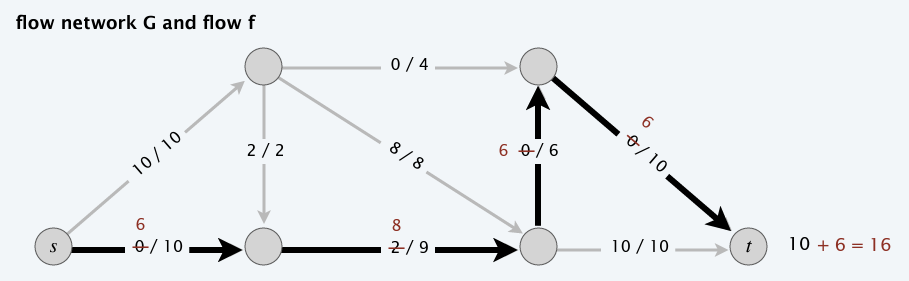 flow network G and flow f
0 / 4
6
10 / 10
2 / 2
8 / 8
6 0 / 6
0 / 10
6
8
s
0 / 10
2 / 9
10 / 10
t
10 + 6 = 16